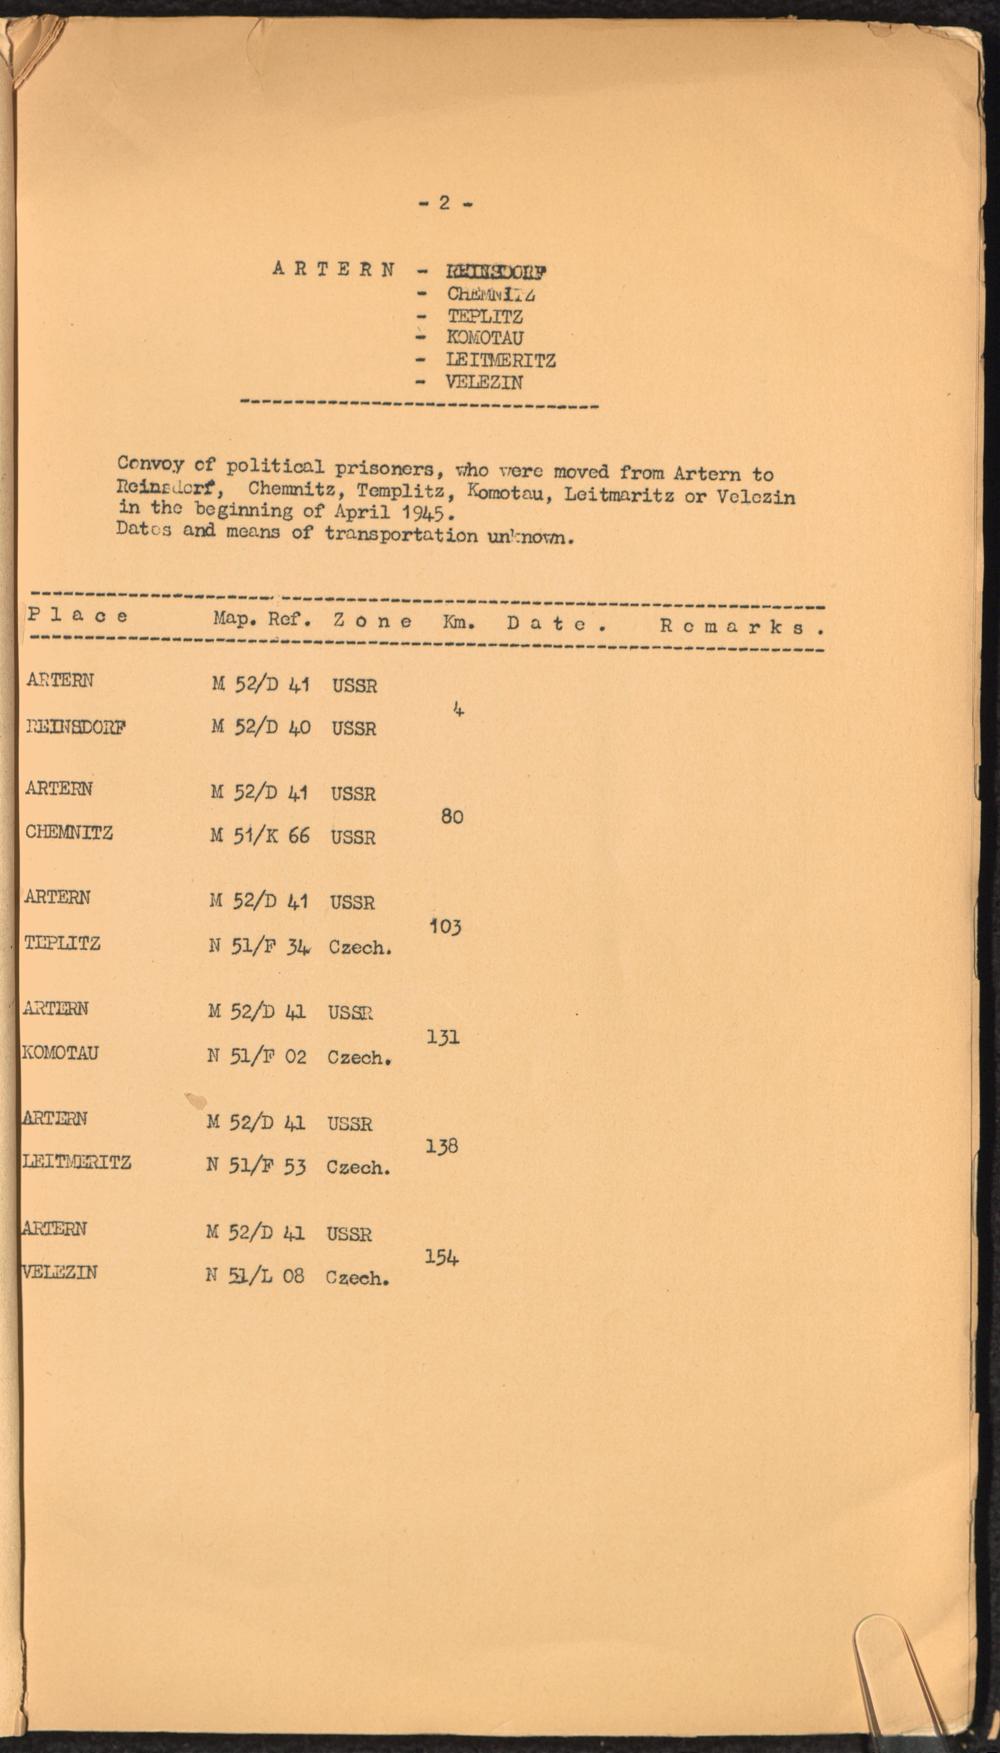 - 2 -
A R T E R N - REINSDORF
- CHEMNITZ
- TEPLITZ
- KOMOTAU
- LEITMERITZ
- VELEZIN
Convoy of political prisoners, who were moved from Artern to
Reinsdorf, Chemnitz, Templitz, Komotau, Leitmaritz or Velezin
in the beginning of April 1945.
Dates and means of transportation unknown.
P l a c e Map. Ref. Z o n e Km. D a t e . R e m a r k s .
ARTERN M 52/D 41 USSR
4
REINSDORF M 52/D 40 USSR
ARTERN M 52/D 41 USSR
80
CHEMNITZ M 51/K 66 USSR
ARTERN M 52/D 41 USSR
103
TEPLITZ N 51/F 34 Czech.
ARTERN M 52/D 41 USSR
131
KOMOTAU N 51/F 02 Czech.
ARTERN M 52/D 41 USSR
138
LEITMERITZ N 51/F 53 Czech.
ARTERN M 52/D 41 USSR
154
VELEZIN N 51/L 08 Czech.